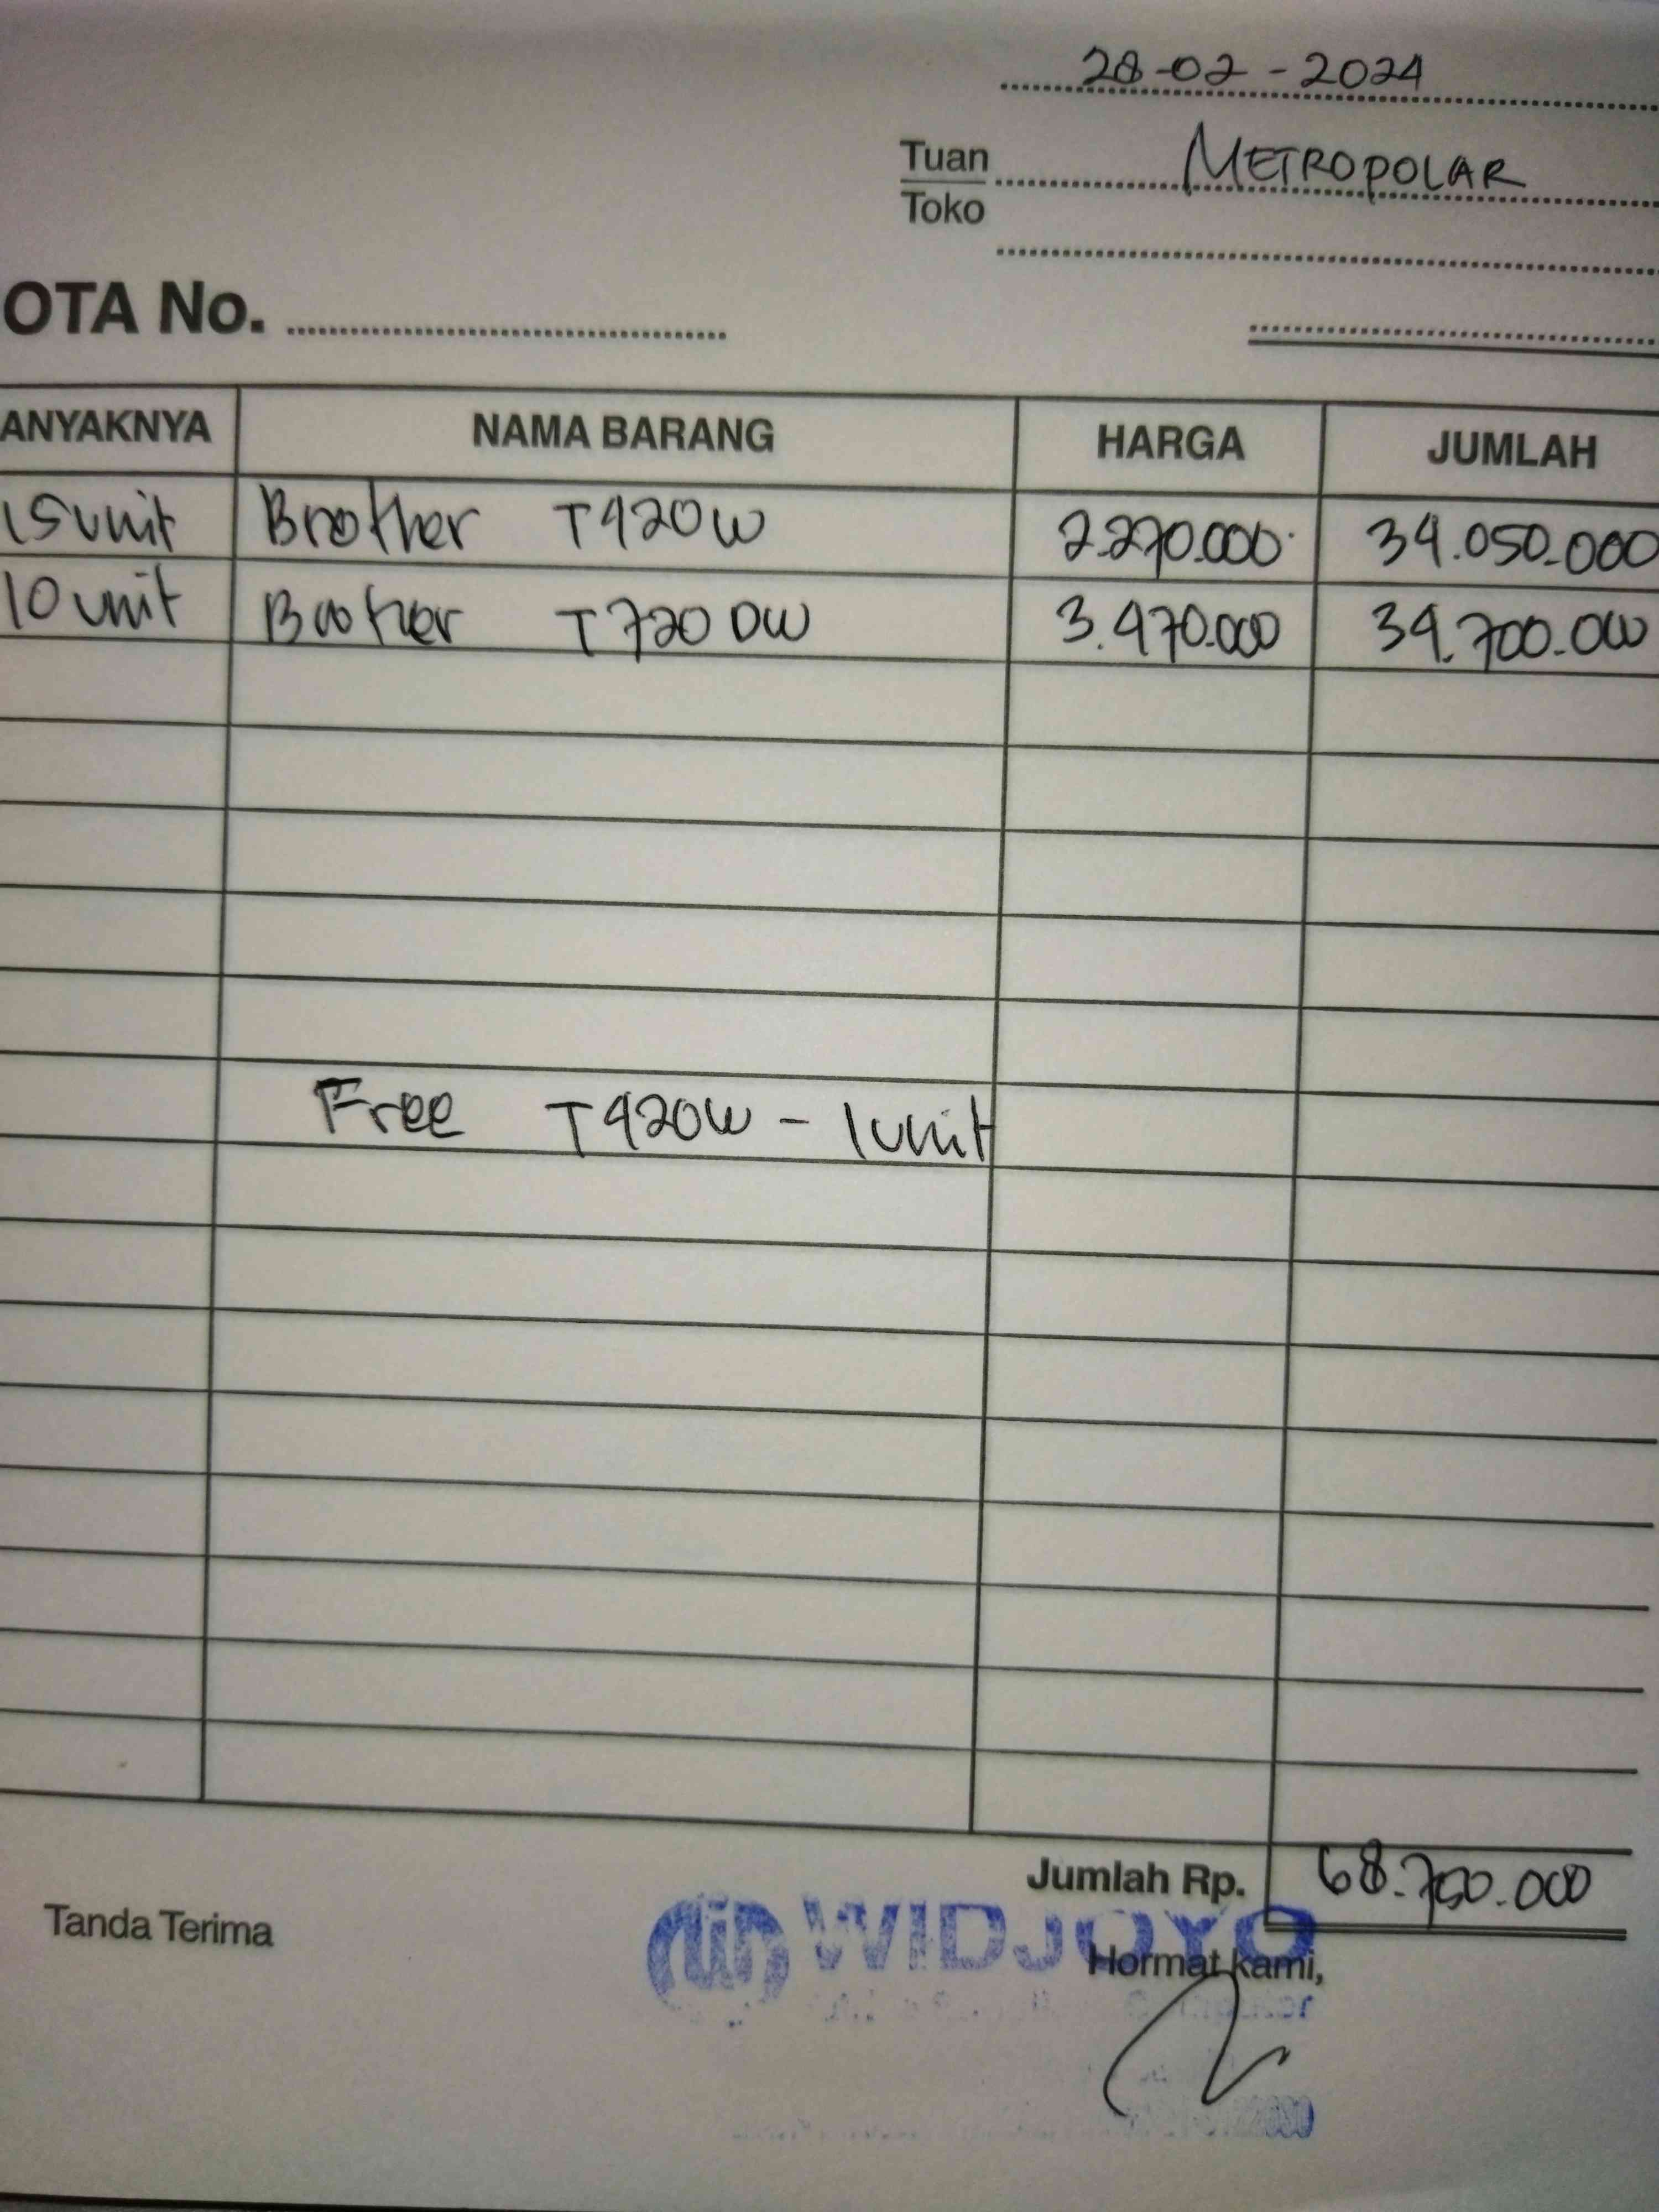 28-02-2024
Tuan METROPOLAR
Toko
OTA No.
ANYAKNYA NAMA BARANG HARGA JUMLAH
15 unit Brother T420W 2.270.000 34.050.000
10 unit Brother T720DW 3.470.000 34.700.000
Free T420W - 1 unit
Jumlah Rp. 68.750.000
Tanda Terima WIDJOYO
Hormat kami,